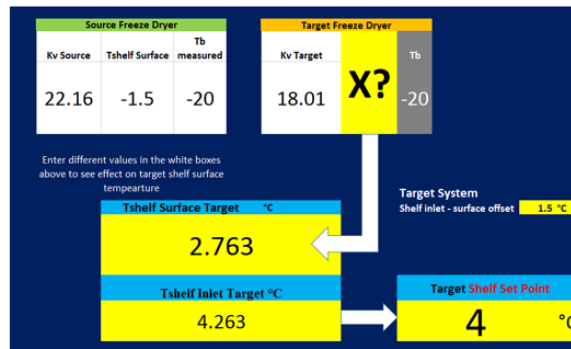 Source Freeze Dryer
Target Freeze Dryer
Kv Source Tshelf Surface Tb measured
Kv Target X? Tb
22.16 -1.5 -20
18.01 -20
Enter different values in the white boxes
above to see effect on target shelf surface
tempearture
Target System
Shelf inlet - surface offset 1.5 °C
Tshelf Surface Target °C
2.763
Tshelf Inlet Target °C
Target Shelf Set Point
4.263
4 °C